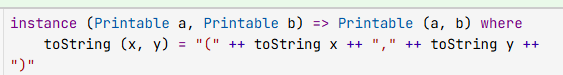 instance (Printable a, Printable b) => Printable (a, b) where
    toString (x, y) = "(" ++ toString x ++ "," ++ toString y ++
")"